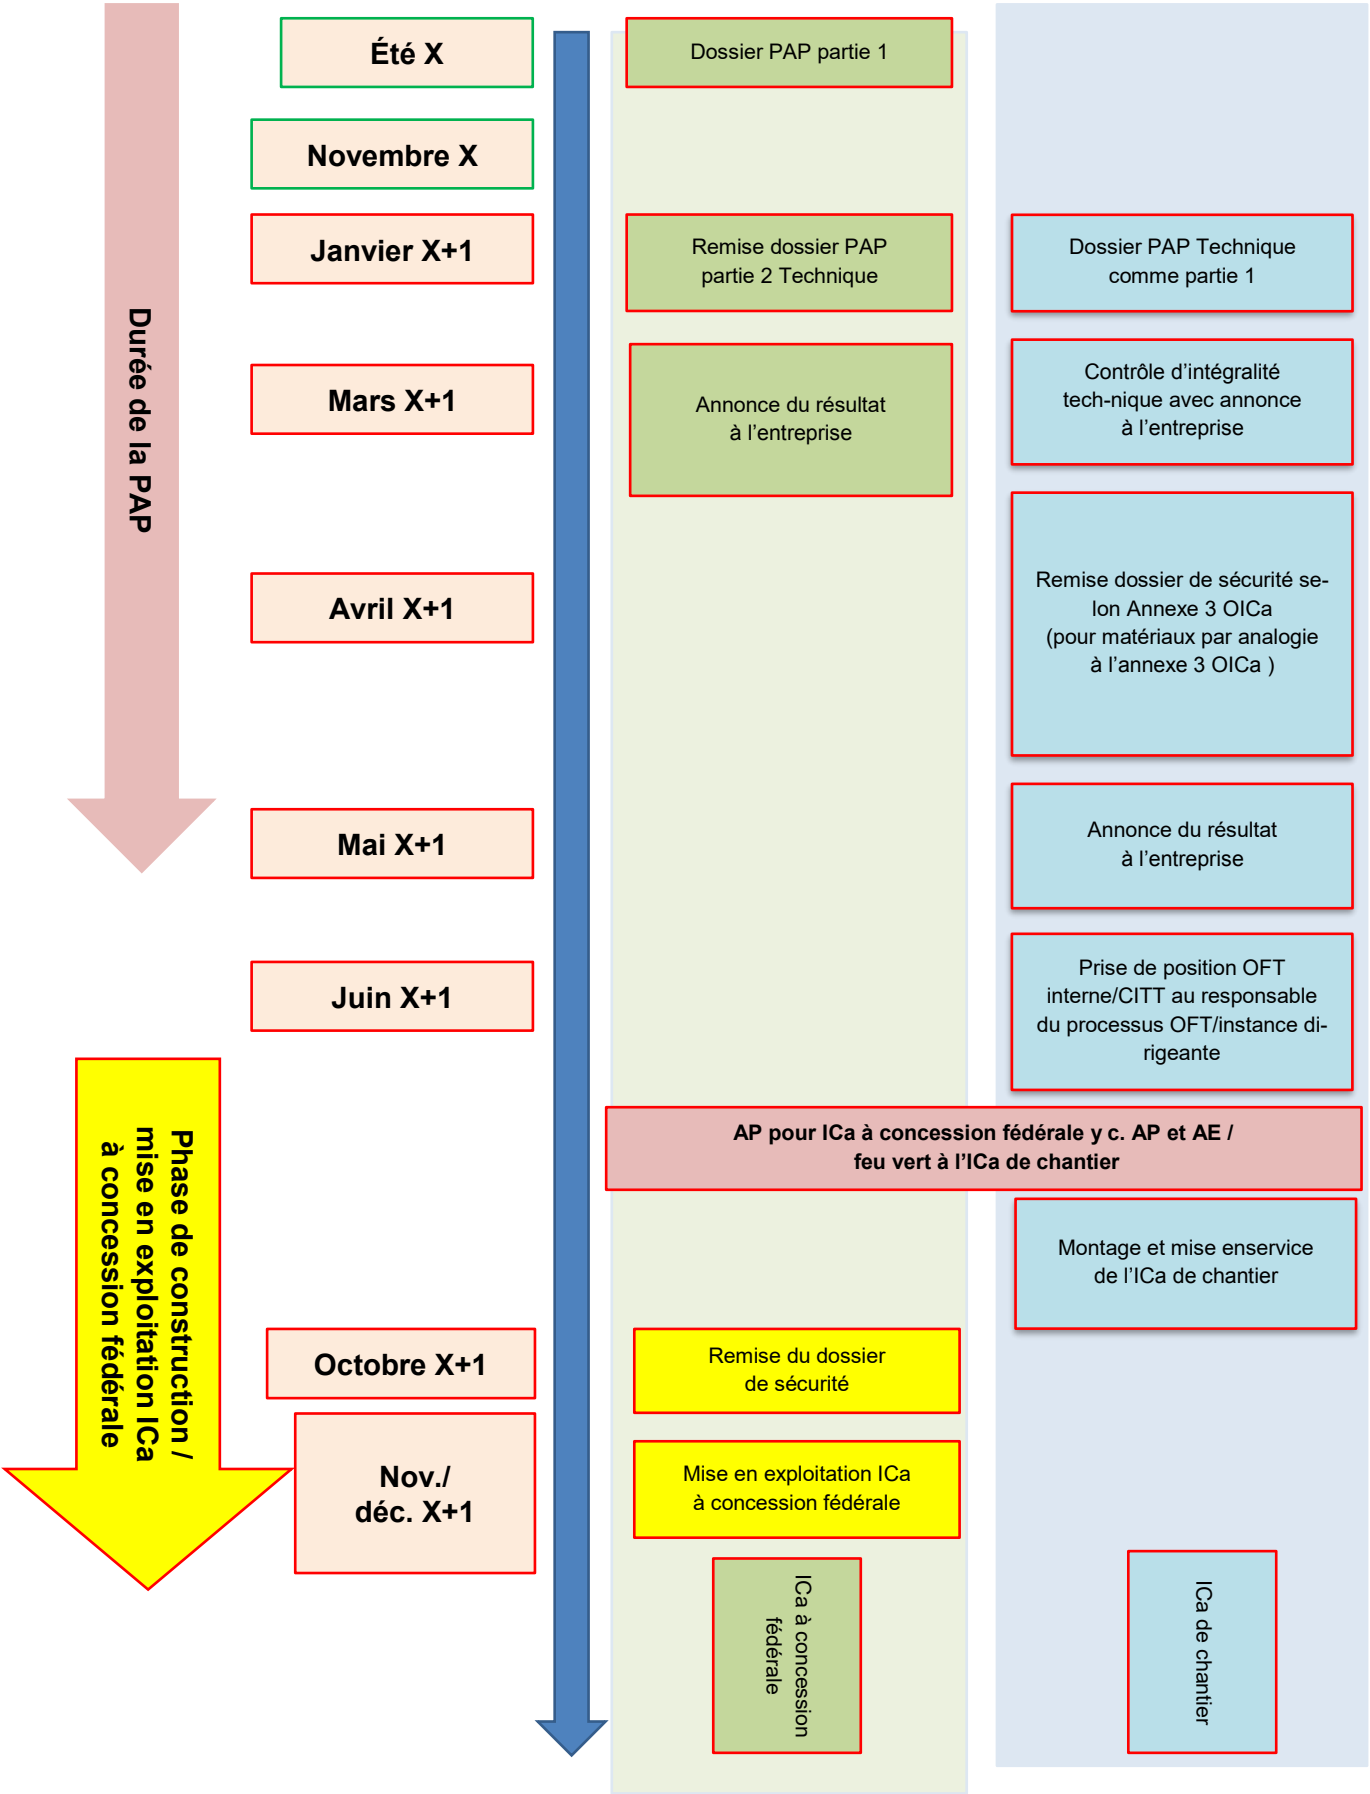 Été X
Dossier PAP partie 1
Novembre X
Janvier X+1
Remise dossier PAP
partie 2 Technique
Dossier PAP Technique
comme partie 1
Durée de la PAP
Mars X+1
Annonce du résultat
à l’entreprise
Contrôle d’intégralité
tech-nique avec annonce
à l’entreprise
Avril X+1
Remise dossier de sécurité se-
lon Annexe 3 OICa
(pour matériaux par analogie
à l’annexe 3 OICa )
Mai X+1
Annonce du résultat
à l’entreprise
Juin X+1
Prise de position OFT
interne/CITT au responsable
du processus OFT/instance di-
rigeante
AP pour ICa à concession fédérale y c. AP et AE /
feu vert à l’ICa de chantier
Phase de construction /
mise en exploitation ICa
à concession fédérale
Montage et mise enservice
de l’ICa de chantier
Octobre X+1
Remise du dossier
de sécurité
Nov./
déc. X+1
Mise en exploitation ICa
à concession fédérale
ICa à concession
fédérale
ICa de chantier